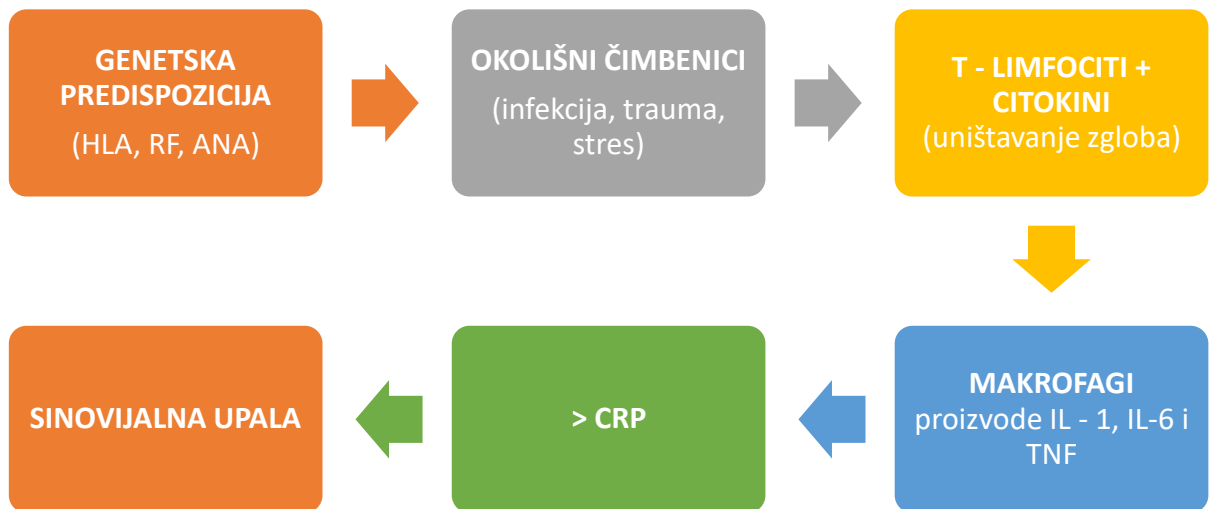 GENETSKA
PREDISPOZICIJA
(HLA, RF, ANA)
OKOLIŠNI ČIMBENICI
(infekcija, trauma,
stres)
T - LIMFOCITI +
CITOKINI
(uništavanje zgloba)
MAKROFAGI
proizvode IL - 1, IL-6 i
TNF
> CRP
SINOVIJALNA UPALA